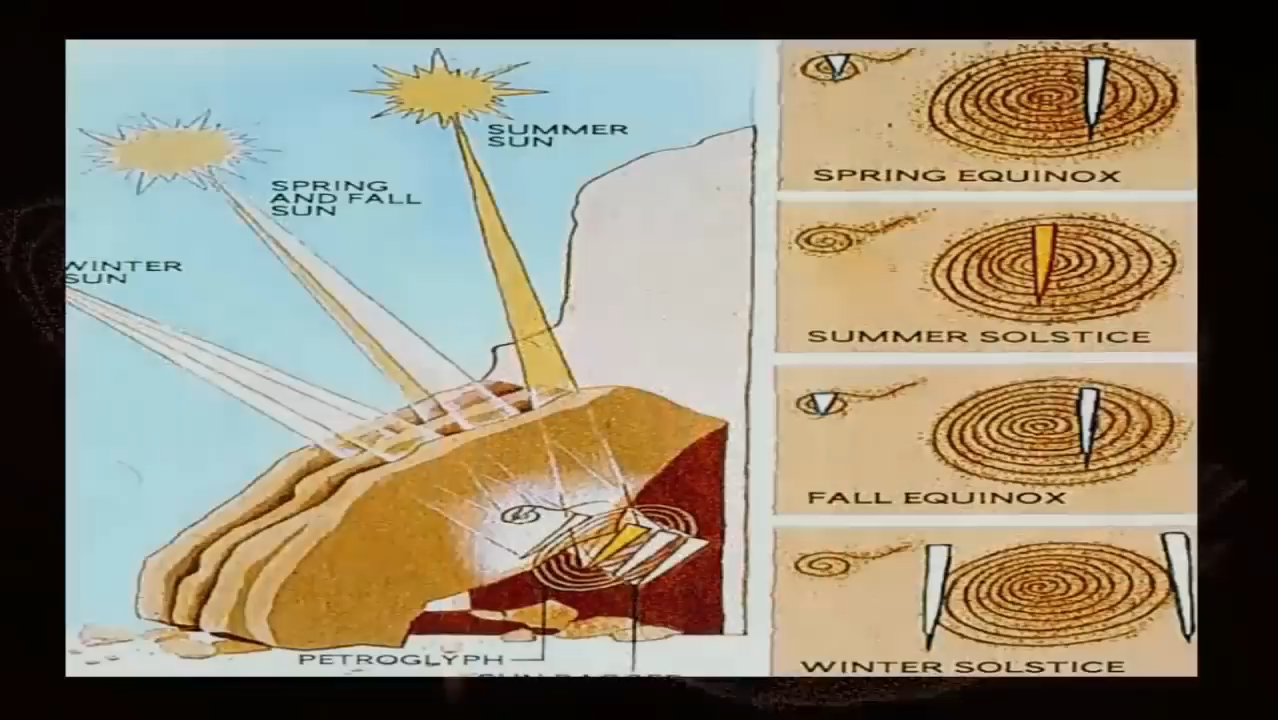 SUMMER
SUN
SPRING
AND FALL
SUN
WINTER
SUN
PETROGLYPH
SPRING EQUINOX
SUMMER SOLSTICE
FALL EQUINOX
WINTER SOLSTICE